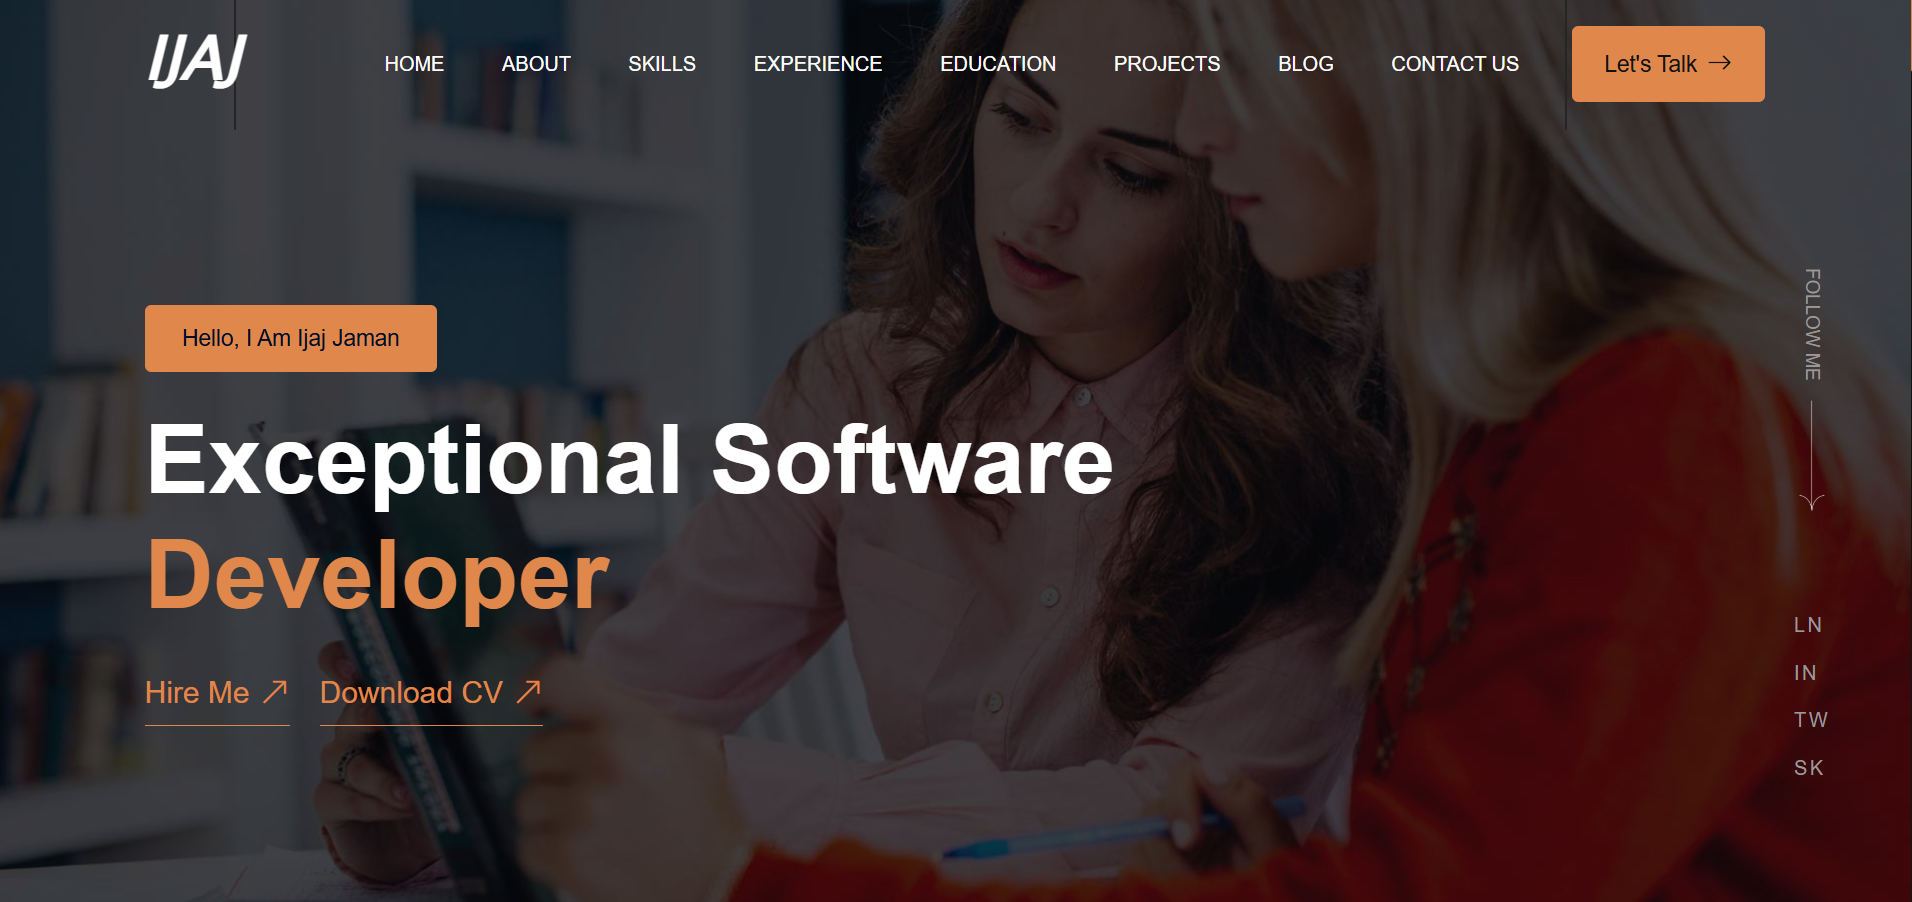 IJAJ
HOME ABOUT SKILLS EXPERIENCE EDUCATION PROJECTS BLOG CONTACT US
Let's Talk →
Hello, I Am Ijaj Jaman
Exceptional Software
Developer
Hire Me ↗ Download CV ↗
FOLLOW ME
LN
IN
TW
SK